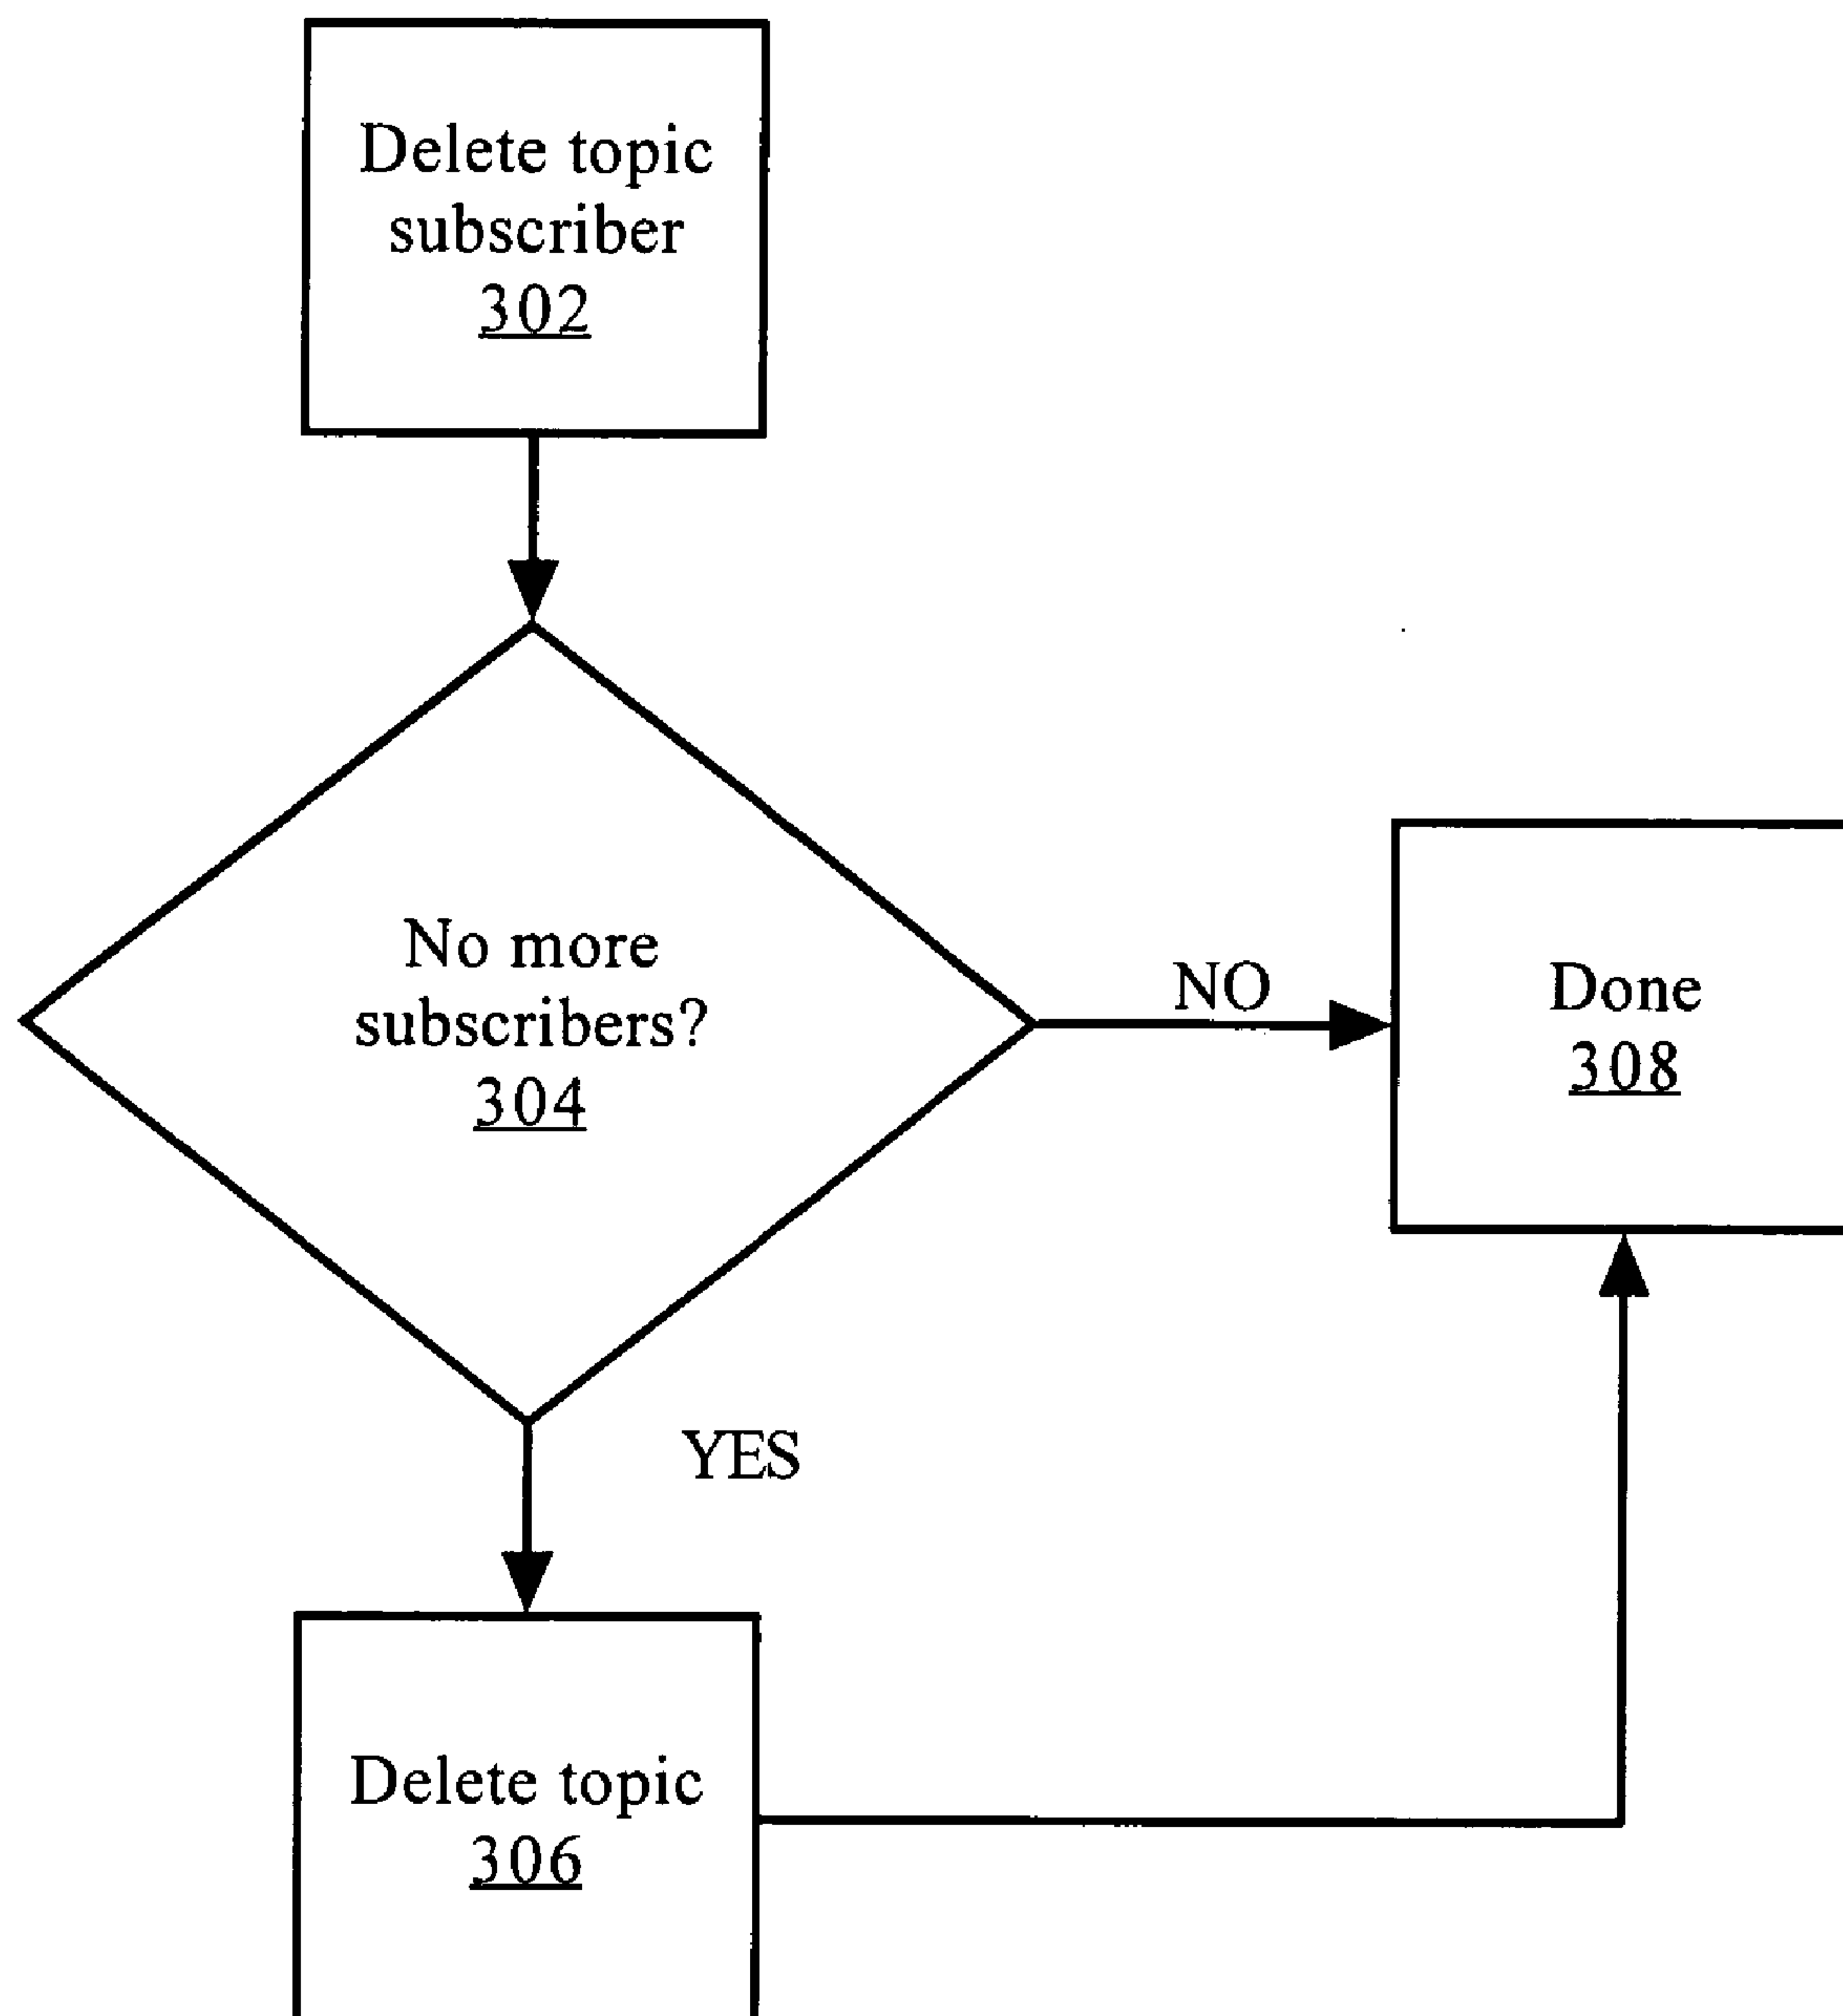 Delete topic
subscriber
302
No more
subscribers?
304
NO
Done
308
YES
Delete topic
306